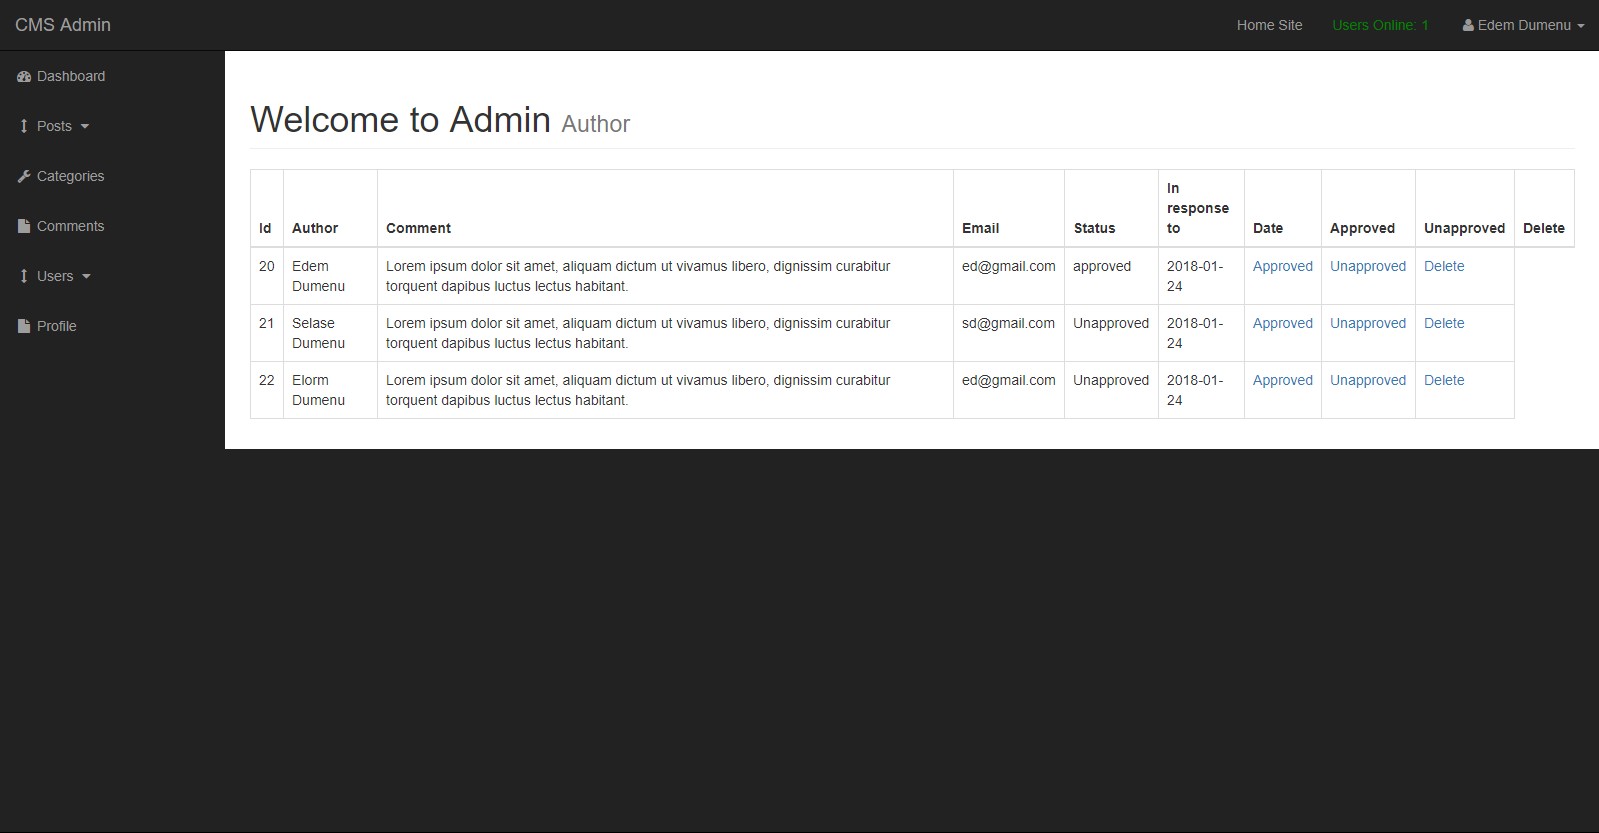 CMS Admin
Home Site
Users Online: 1
Edem Dumenu
Dashboard
Posts
Categories
Comments
Users
Profile
Welcome to Admin Author
Id
Author
Comment
Email
Status
In
response
to
Date
Approved
Unapproved
Delete
20
Edem
Dumenu
Lorem ipsum dolor sit amet, aliquam dictum ut vivamus libero, dignissim curabitur
torquent dapibus luctus lectus habitant.
ed@gmail.com
approved
2018-01-
24
Approved
Unapproved
Delete
21
Selase
Dumenu
Lorem ipsum dolor sit amet, aliquam dictum ut vivamus libero, dignissim curabitur
torquent dapibus luctus lectus habitant.
sd@gmail.com
Unapproved
2018-01-
24
Approved
Unapproved
Delete
22
Elorm
Dumenu
Lorem ipsum dolor sit amet, aliquam dictum ut vivamus libero, dignissim curabitur
torquent dapibus luctus lectus habitant.
ed@gmail.com
Unapproved
2018-01-
24
Approved
Unapproved
Delete